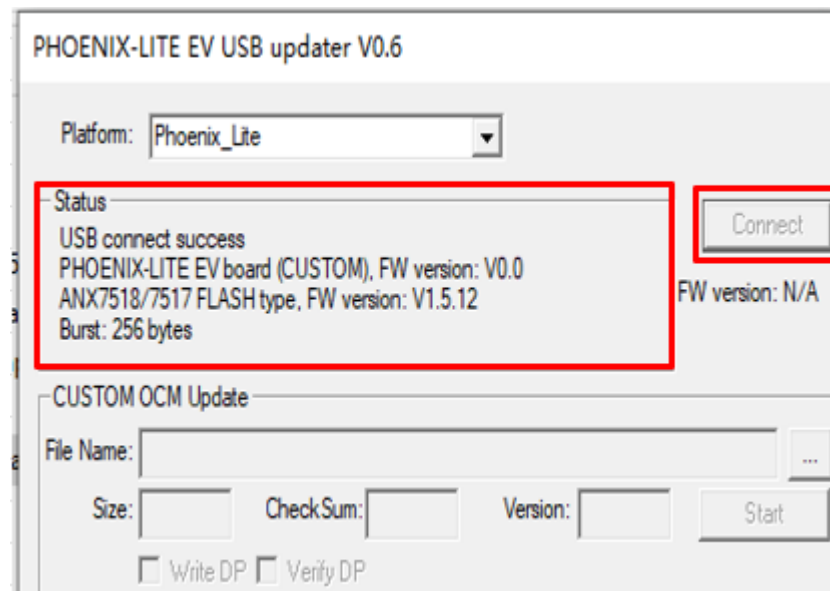 PHOENIX-LITE EV USB updater V0.6
Platform: Phoenix_Lite
Status
USB connect success
PHOENIX-LITE EV board (CUSTOM), FW version: V0.0
ANX7518/7517 FLASH type, FW version: V1.5.12
Burst: 256 bytes
Connect
FW version: N/A
CUSTOM OCM Update
File Name:
...
Size:
CheckSum:
Version:
Start
Write DP
Verify DP